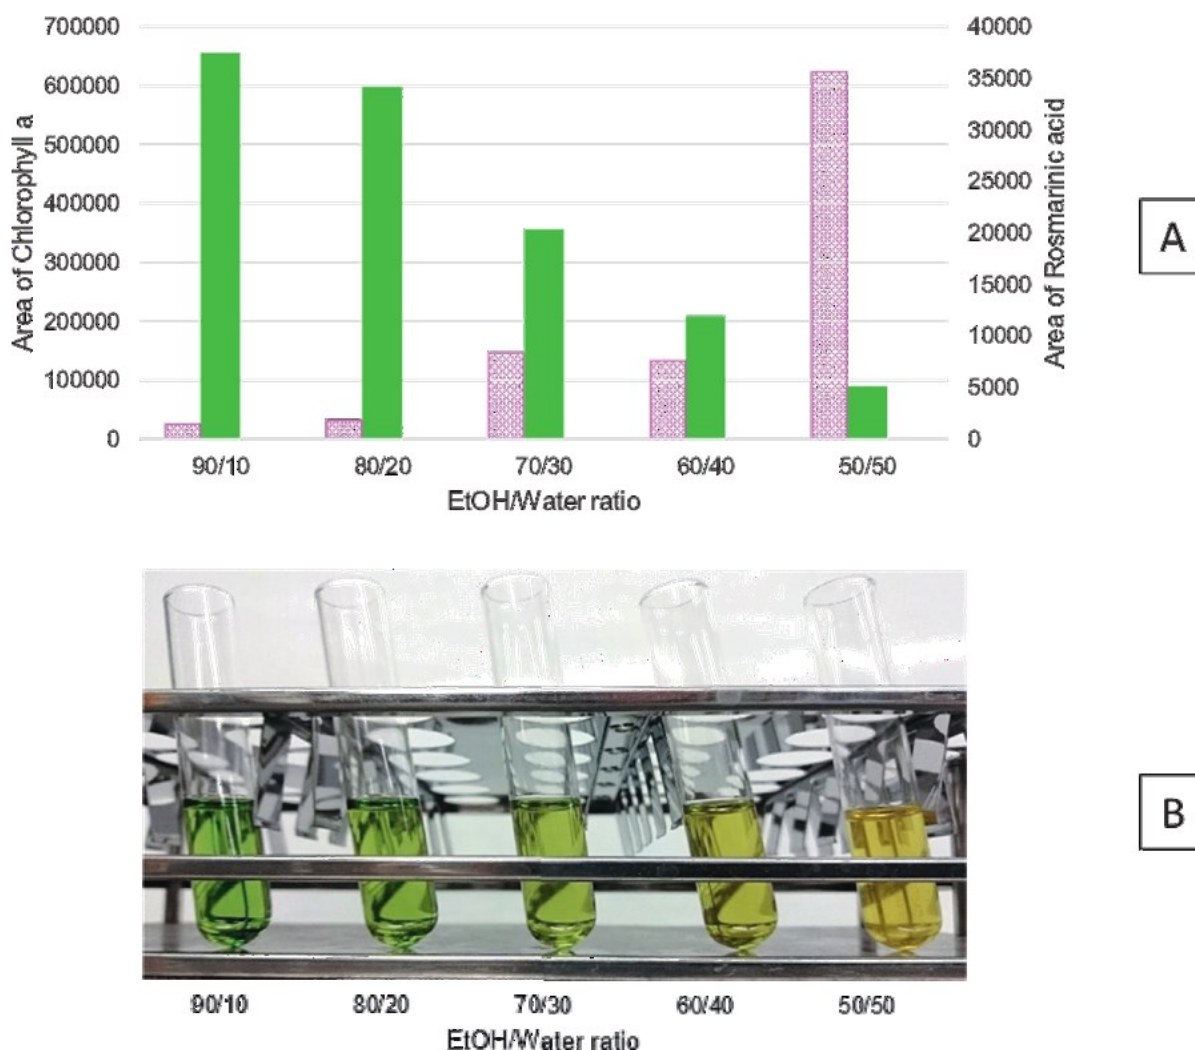 700000
600000
500000
400000
300000
200000
100000
0
Area of Chlorophyll a
40000
35000
30000
25000
20000
15000
10000
5000
0
Area of Rosmarinic acid
90/10 80/20 70/30 60/40 50/50
EtOH/Water ratio
A
B
90/10 80/20 70/30 60/40 50/50
EtOH/Water ratio